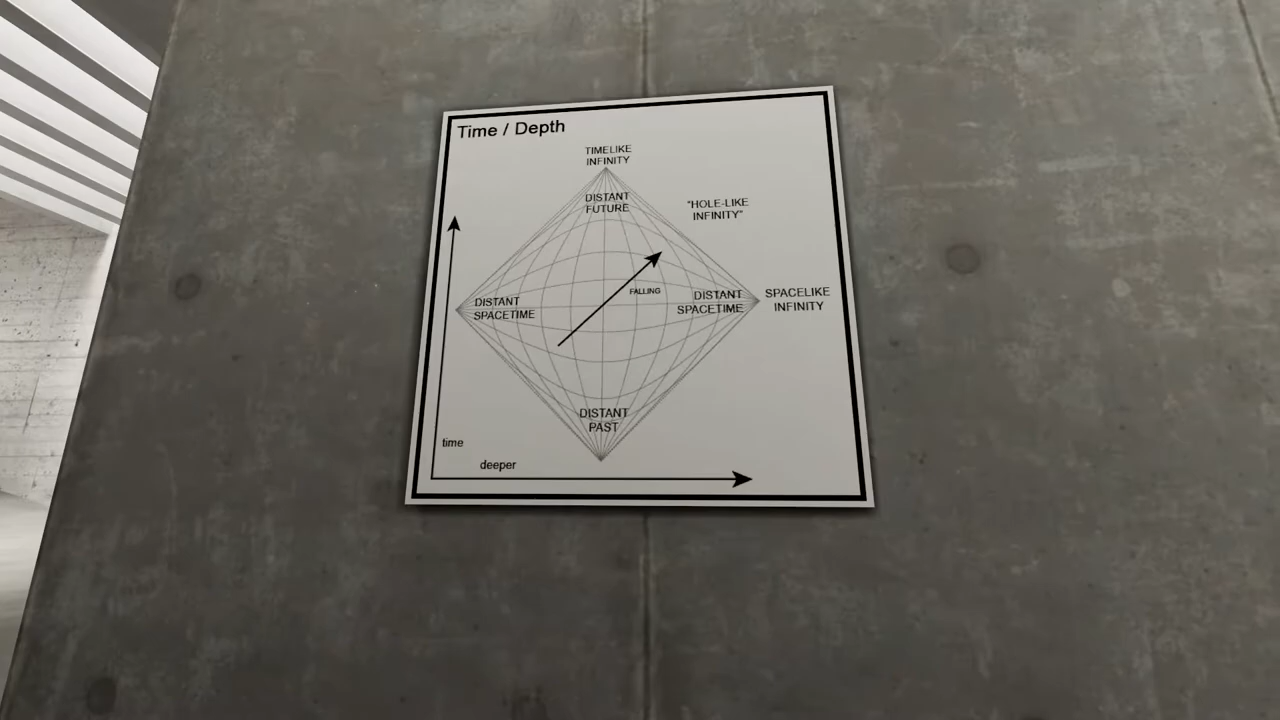 Time / Depth
TIMELIKE
INFINITY
DISTANT
FUTURE
"HOLE-LIKE
INFINITY"
FALLING
DISTANT
SPACETIME
DISTANT
SPACETIME
SPACELIKE
INFINITY
DISTANT
PAST
time
deeper